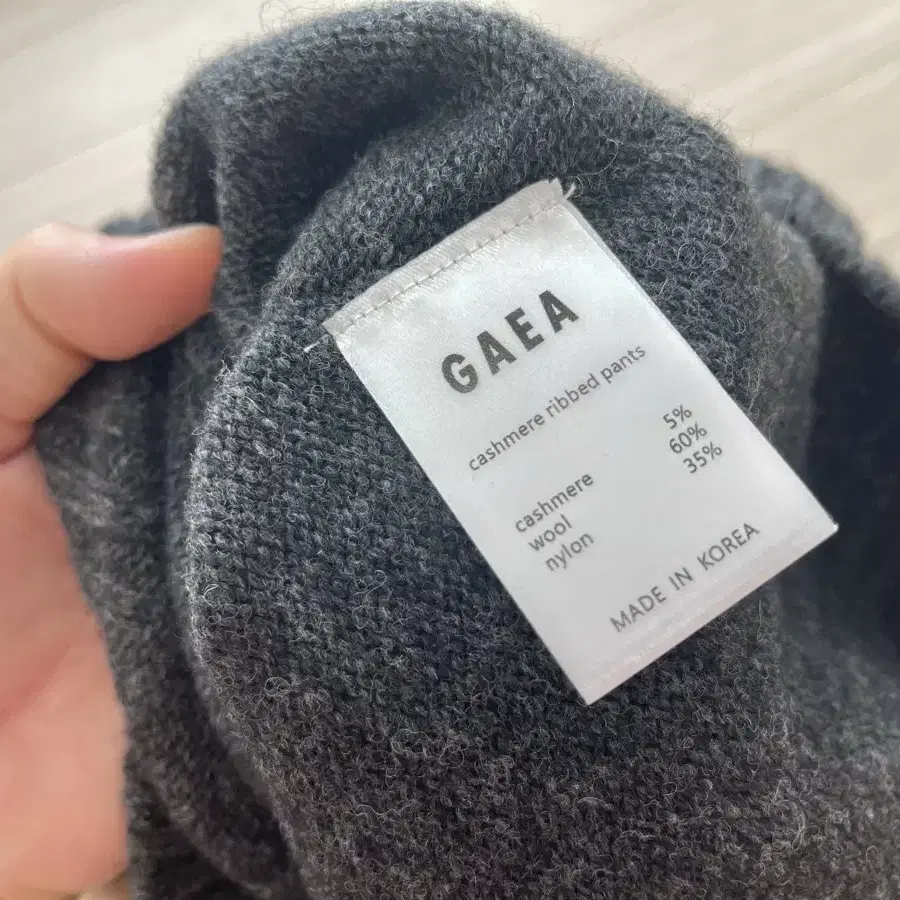 GAEA
cashmere ribbed pants
cashmere 5%
wool 60%
nylon 35%
MADE IN KOREA